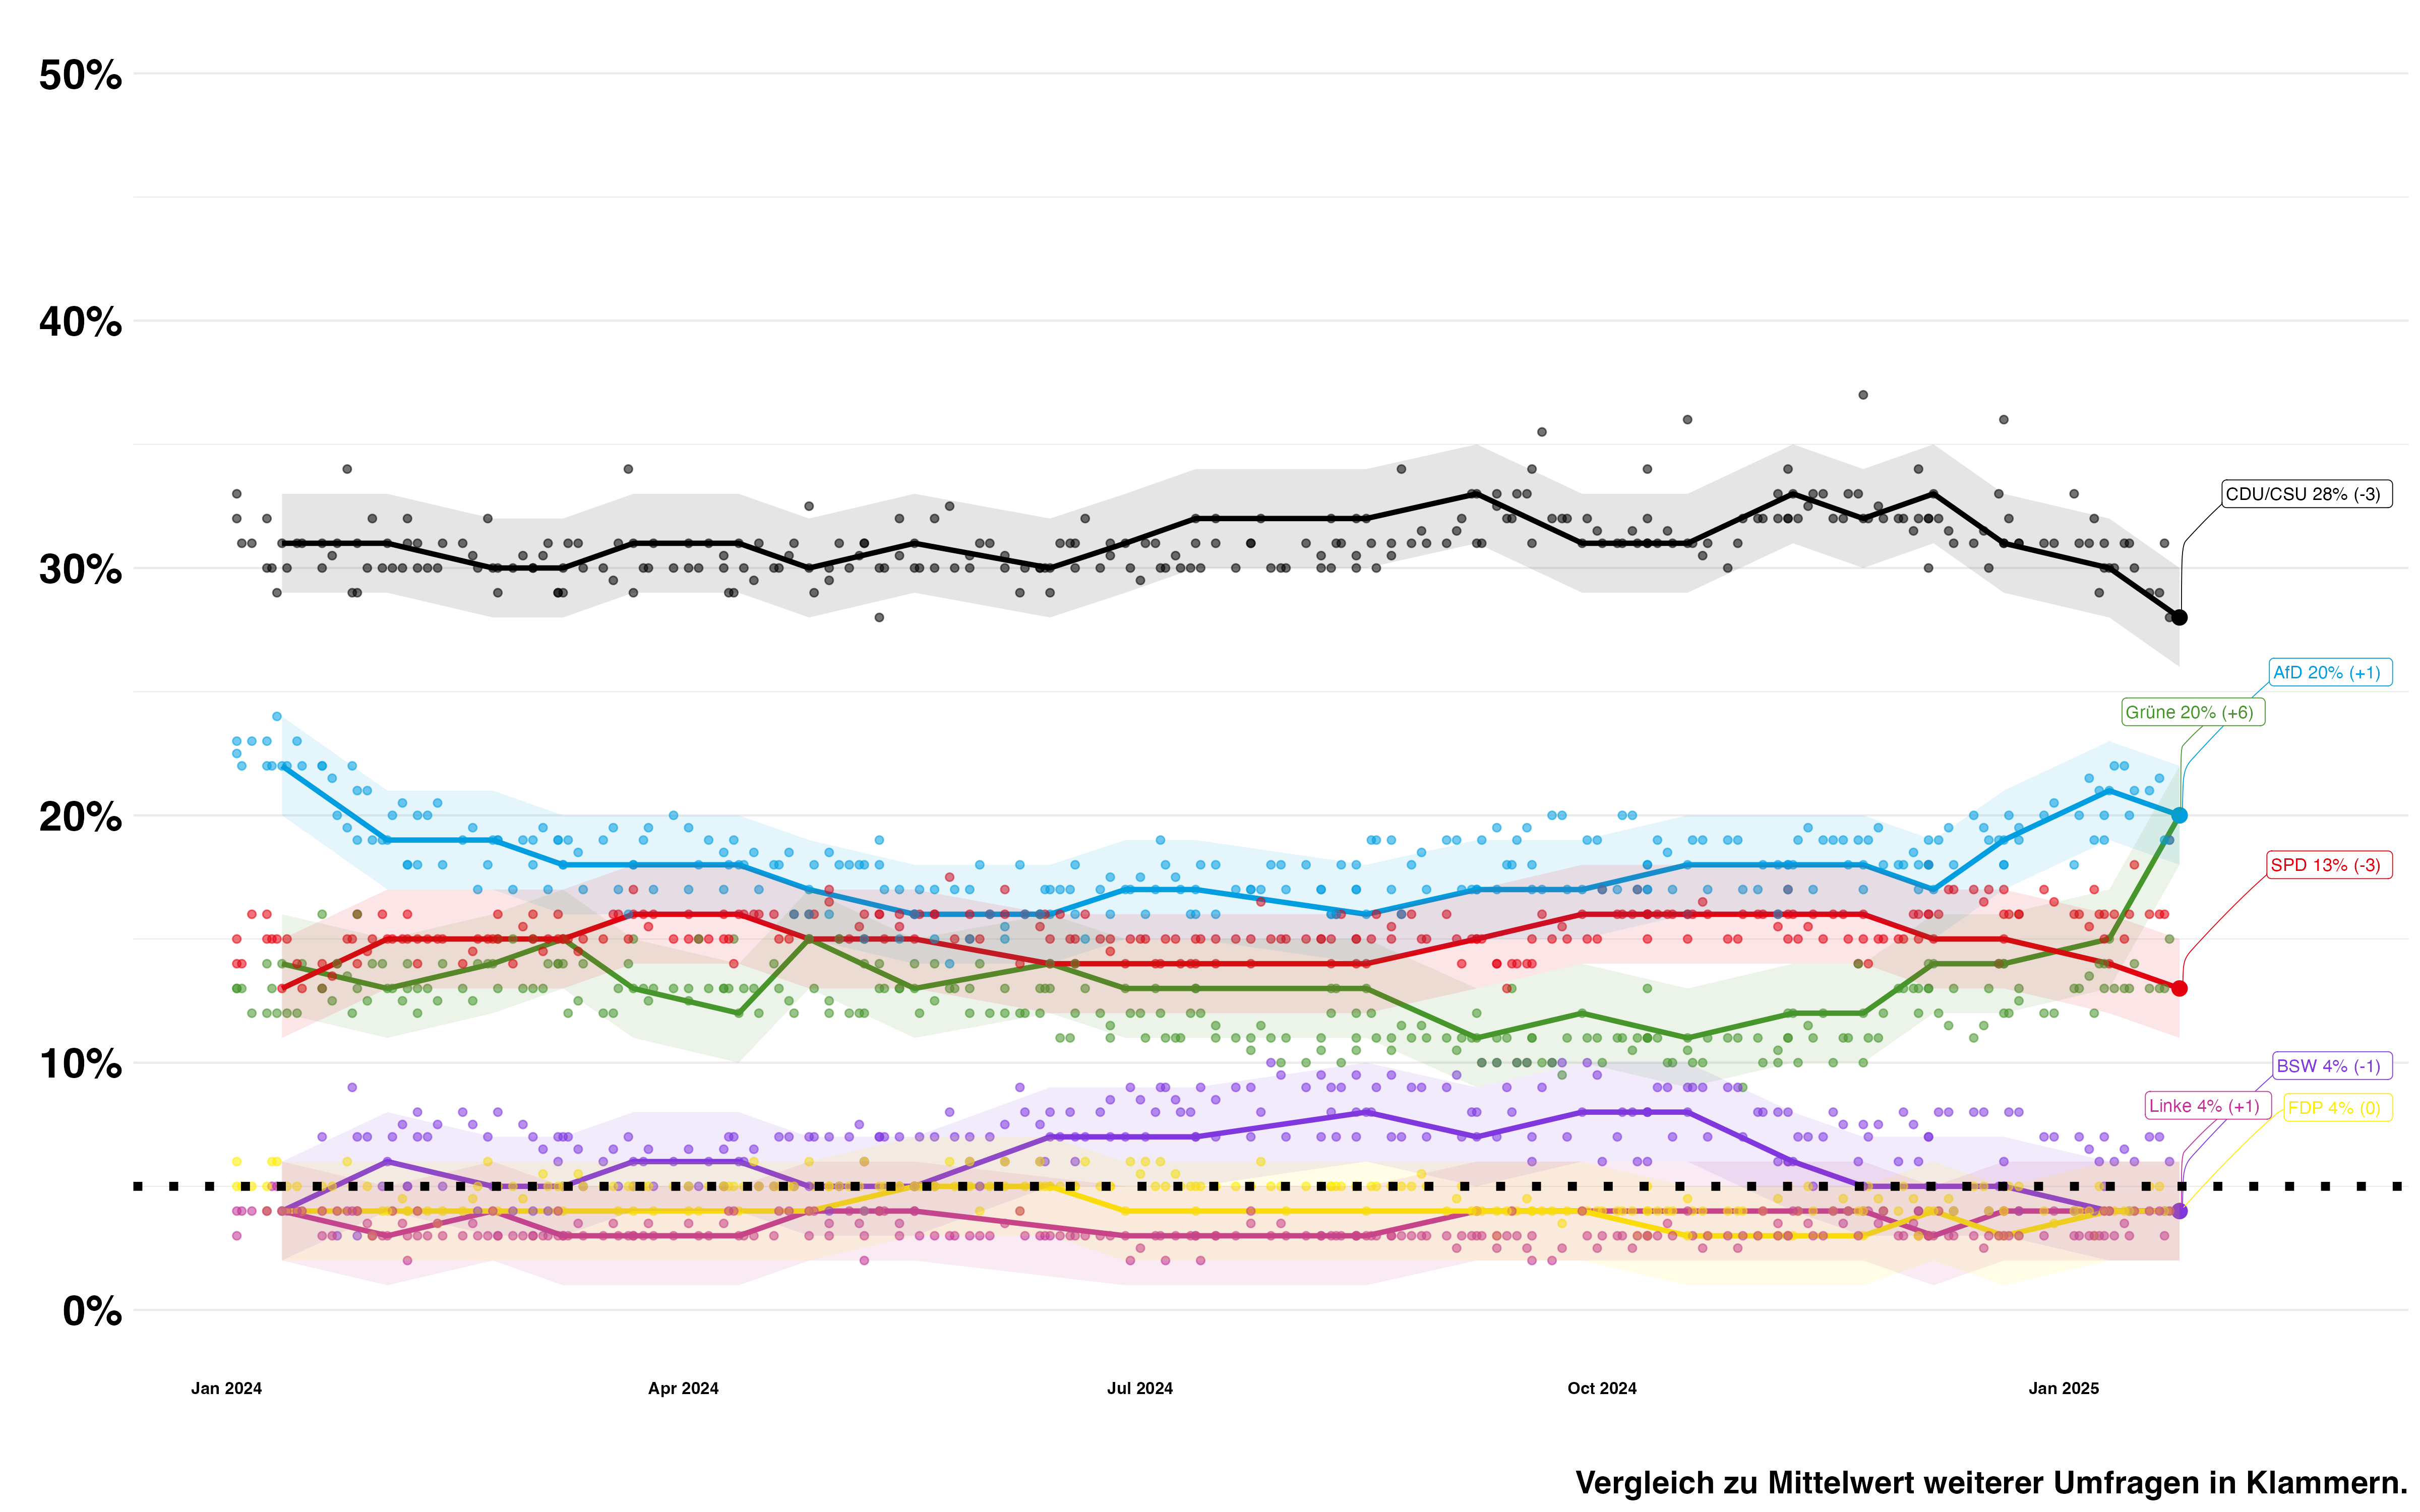 50%
40%
30%
20%
10%
0%
CDU/CSU 28% (-3)
AfD 20% (+1)
Grüne 20% (+6)
SPD 13% (-3)
BSW 4% (-1)
Linke 4% (+1)
FDP 4% (0)
Jan 2024
Apr 2024
Jul 2024
Oct 2024
Jan 2025
Vergleich zu Mittelwert weiterer Umfragen in Klammern.